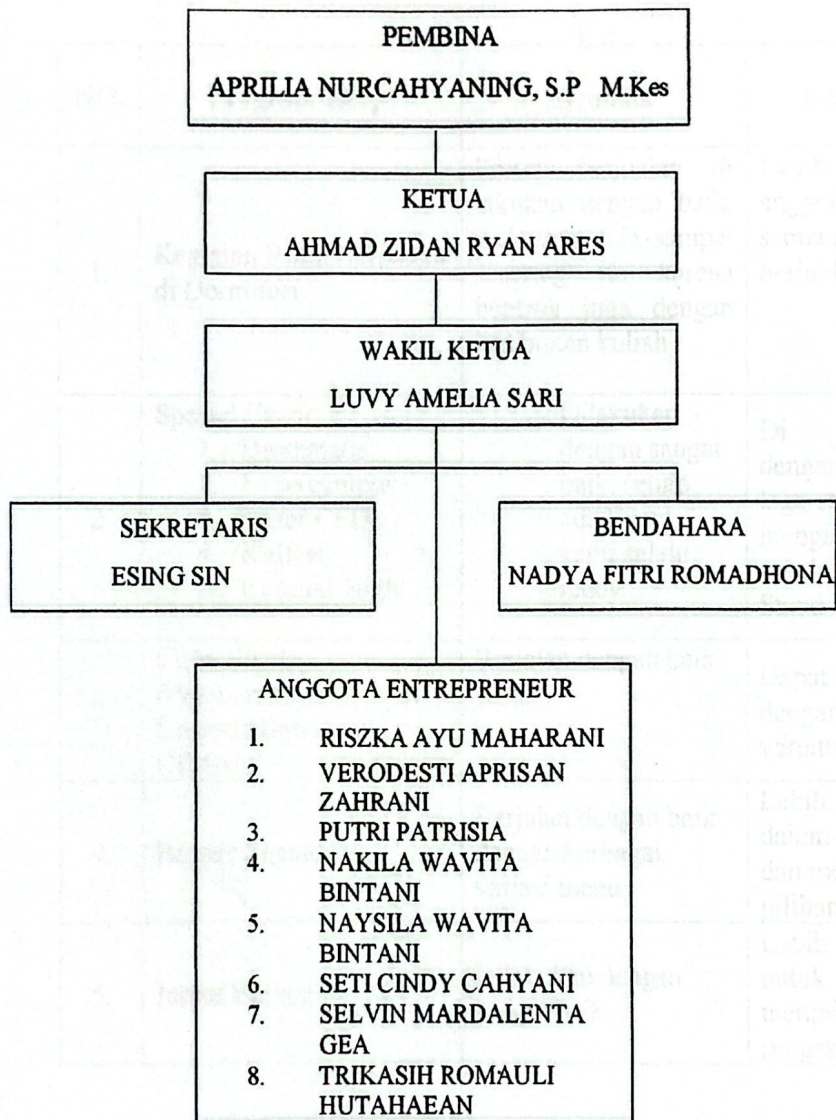 PEMBINA
APRILIA NURCAHYANING, S.P M.Kes
KETUA
AHMAD ZIDAN RYAN ARES
WAKIL KETUA
LUVY AMELIA SARI
SEKRETARIS
ESING SIN
BENDAHARA
NADYA FITRI ROMADHONA
ANGGOTA ENTREPRENEUR
1. RISZKA AYU MAHARANI
2. VERODESTI APRISAN
ZAHRANI
3. PUTRI PATRISIA
4. NAKILA WAVITA
BINTANI
5. NAYSILA WAVITA
BINTANI
6. SETI CINDY CAHYANI
7. SELVIN MARDALENTA
GEA
8. TRIKASIH ROMAULI
HUTAHAEAN